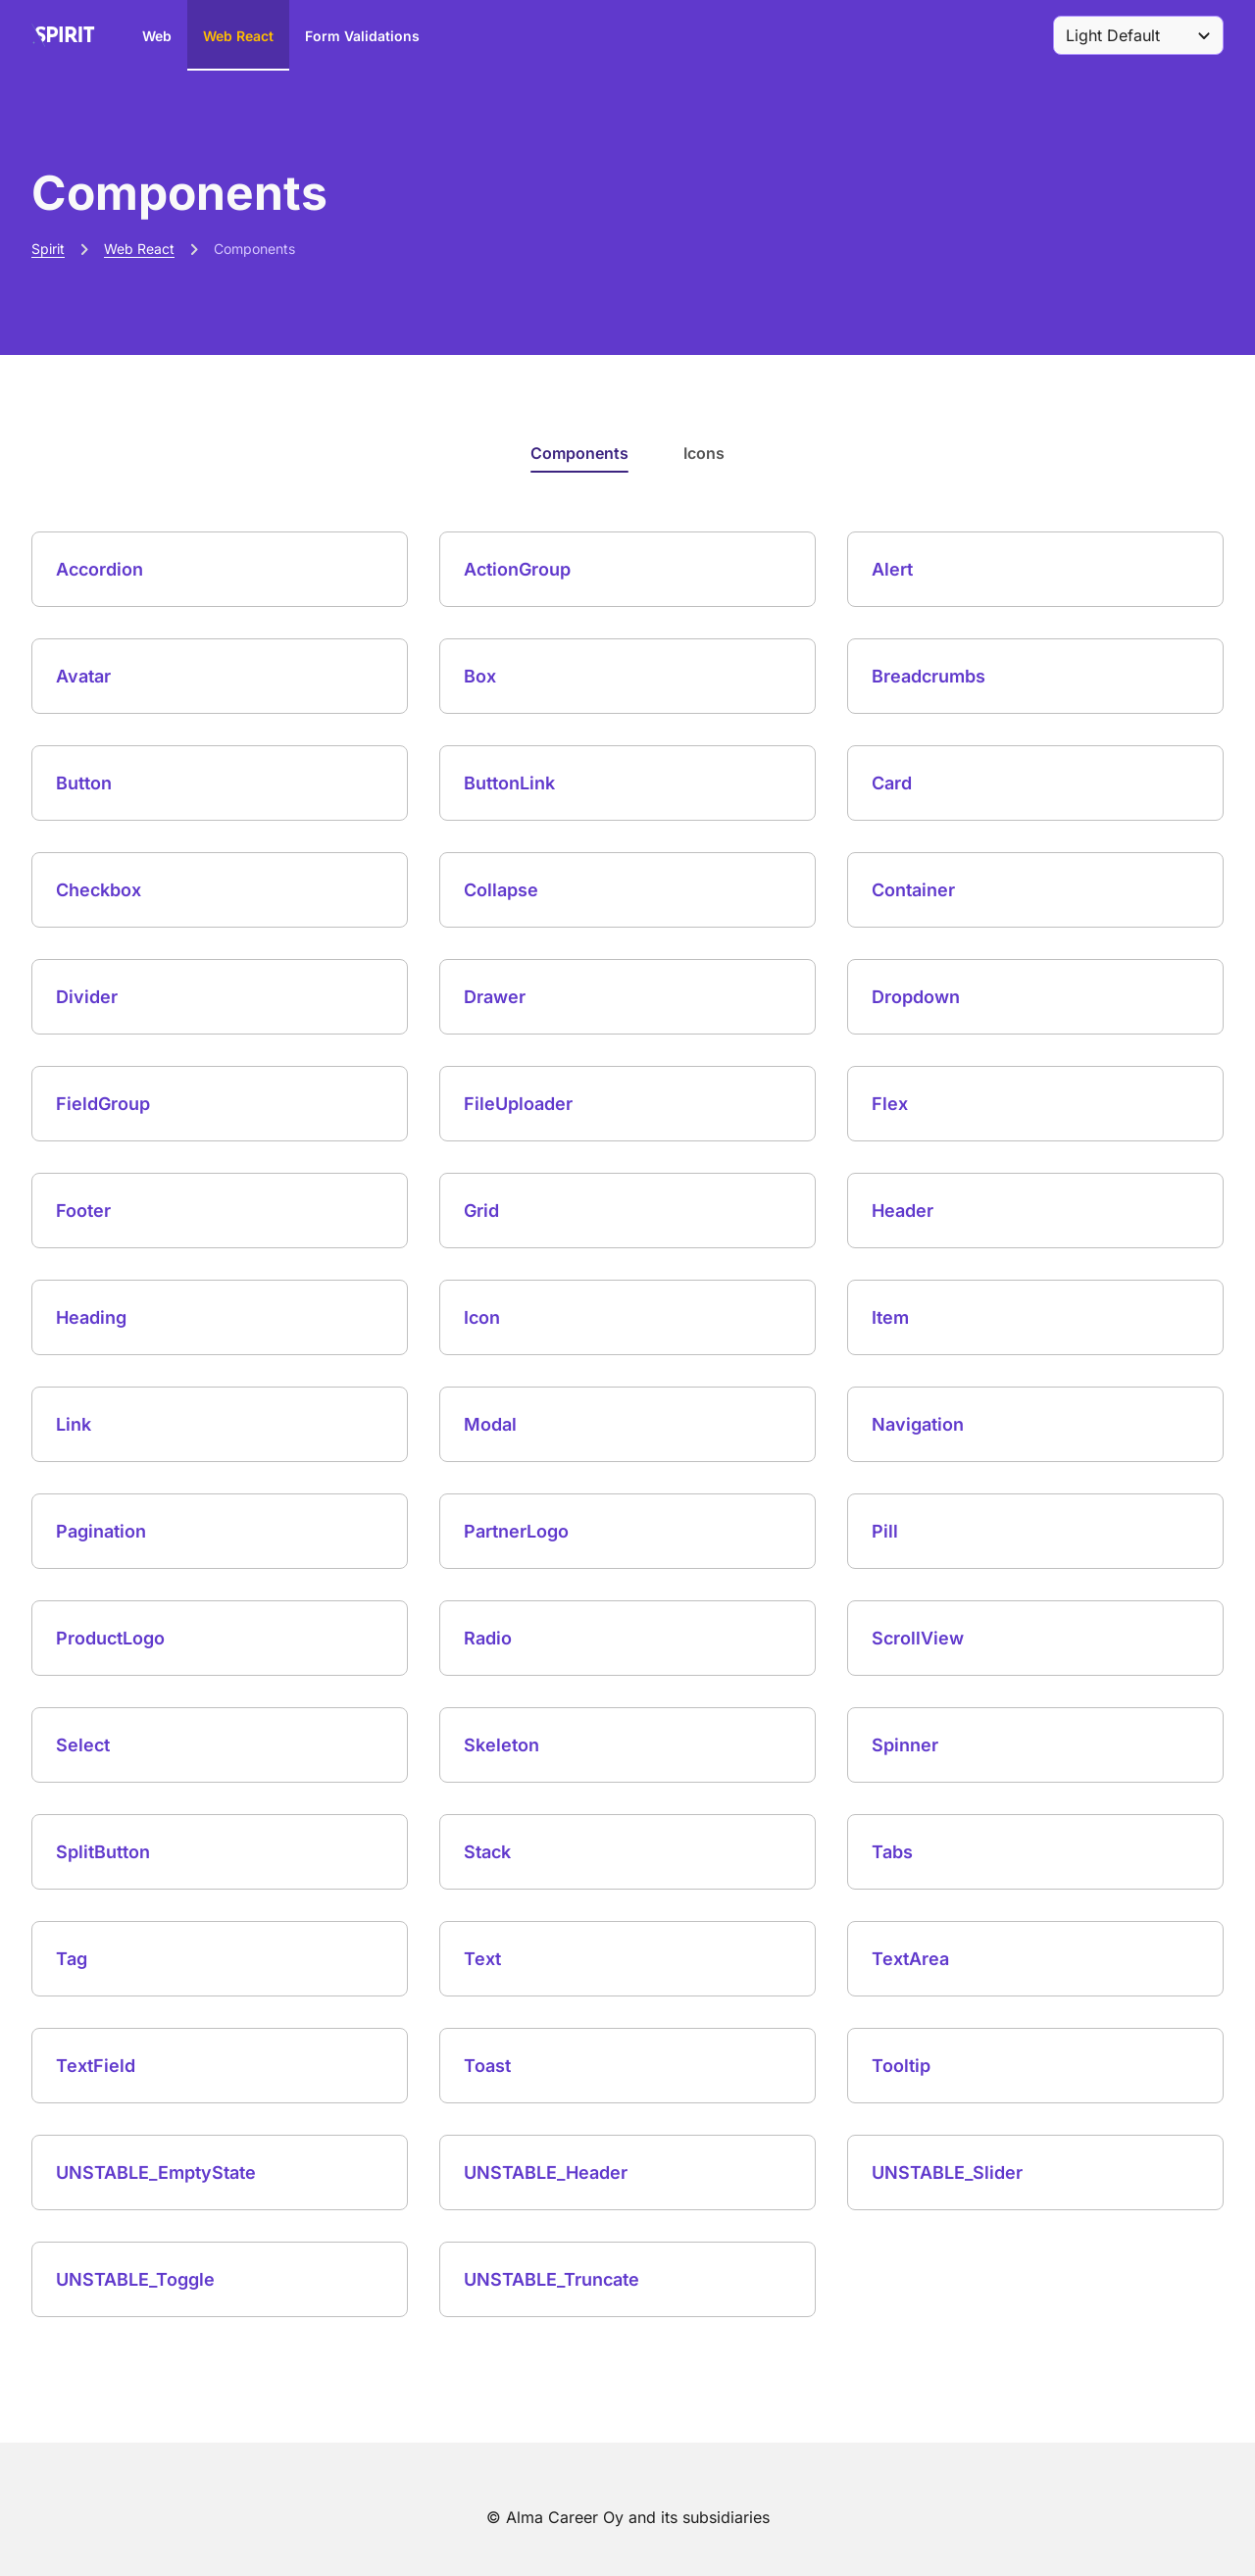 SPIRIT Web Web React Form Validations Light Default
Components
Spirit Web React Components
Components Icons
Accordion ActionGroup Alert
Avatar Box Breadcrumbs
Button ButtonLink Card
Checkbox Collapse Container
Divider Drawer Dropdown
FieldGroup FileUploader Flex
Footer Grid Header
Heading Icon Item
Link Modal Navigation
Pagination PartnerLogo Pill
ProductLogo Radio ScrollView
Select Skeleton Spinner
SplitButton Stack Tabs
Tag Text TextArea
TextField Toast Tooltip
UNSTABLE_EmptyState UNSTABLE_Header UNSTABLE_Slider
UNSTABLE_Toggle UNSTABLE_Truncate
© Alma Career Oy and its subsidiaries